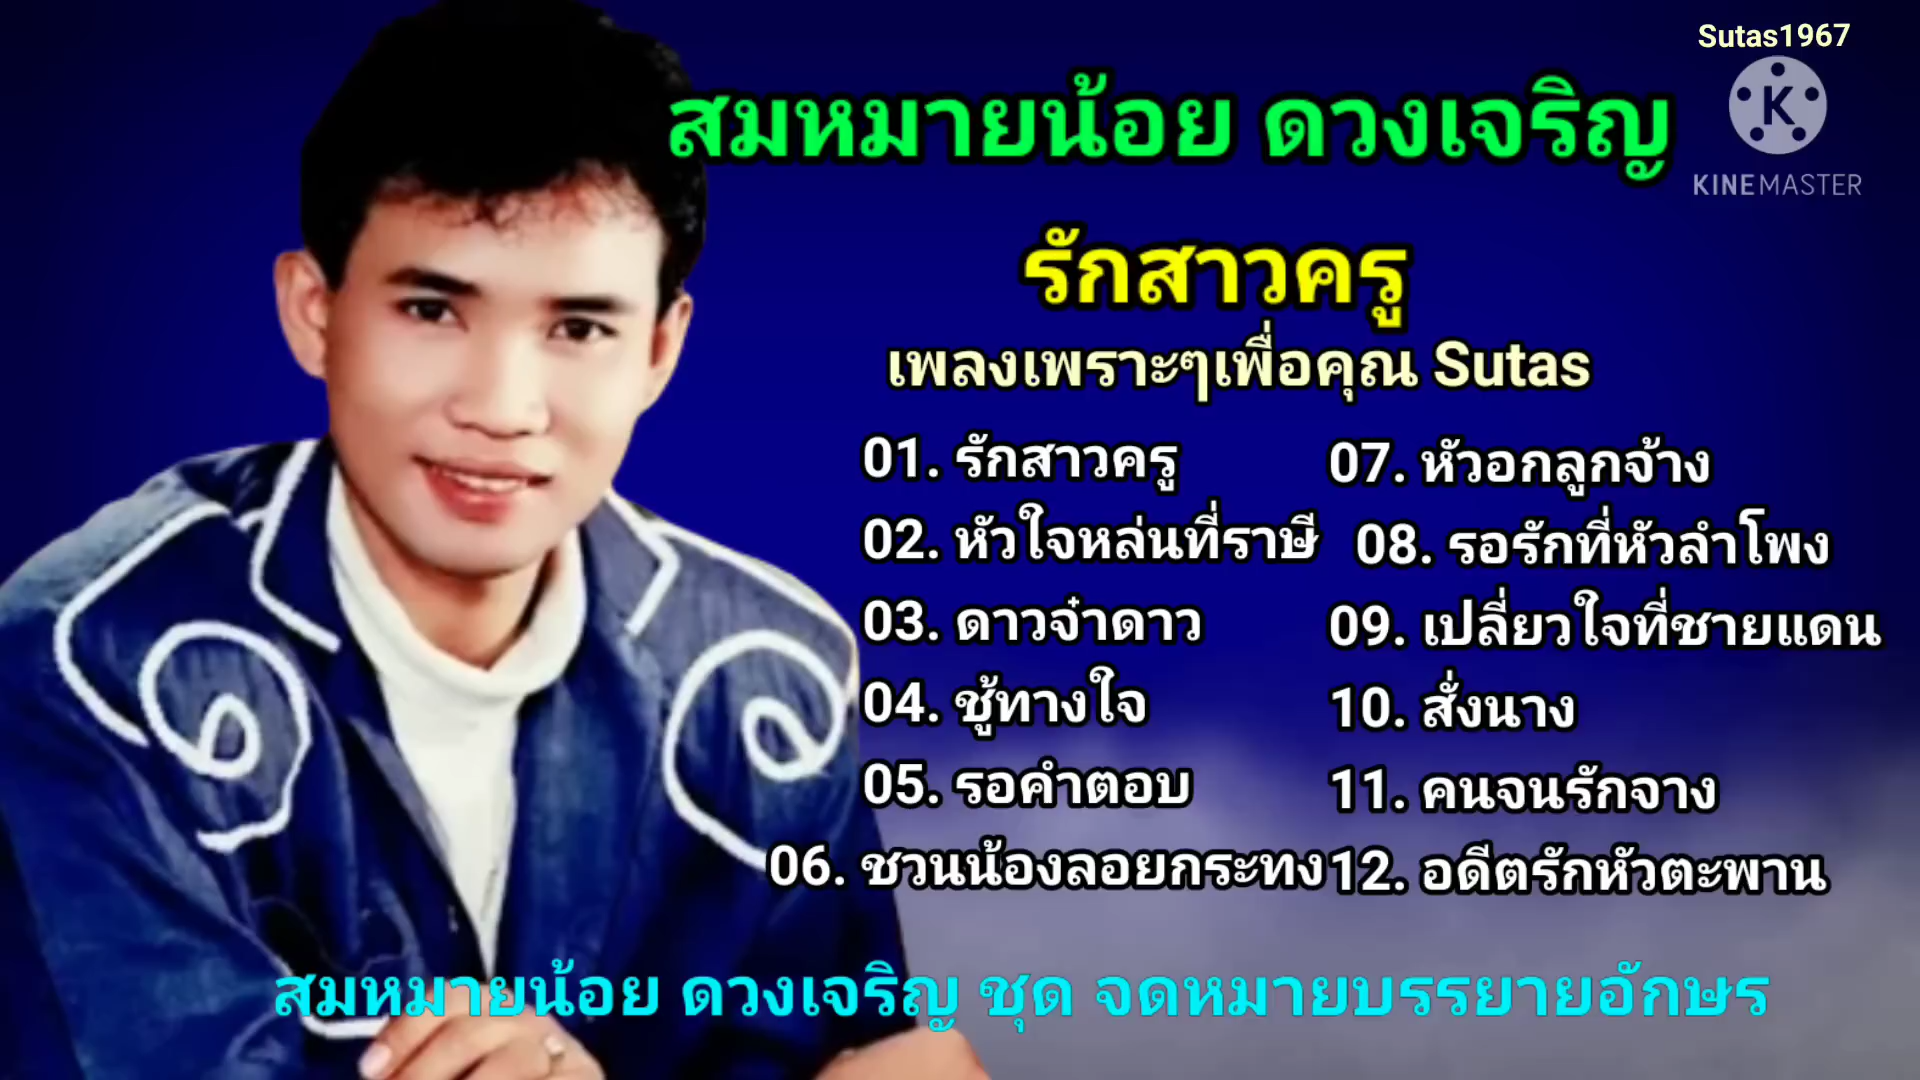 Sutas1967
สมหมายน้อย ดวงเจริญ
KINEMASTER
รักสาวครู
เพลงเพราะๆเพื่อคุณ Sutas
01. รักสาวครู
02. หัวใจหล่นที่ราษี
03. ดาวจ๋าดาว
04. ชู้ทางใจ
05. รอคำตอบ
06. ชวนน้องลอยกระทง
07. หัวอกลูกจ้าง
08. รอรักที่หัวลำโพง
09. เปลี่ยวใจที่ชายแดน
10. สั่งนาง
11. คนจนรักจาง
12. อดีตรักหัวตะพาน
สมหมายน้อย ดวงเจริญ ชุด จดหมายบรรยายอักษร